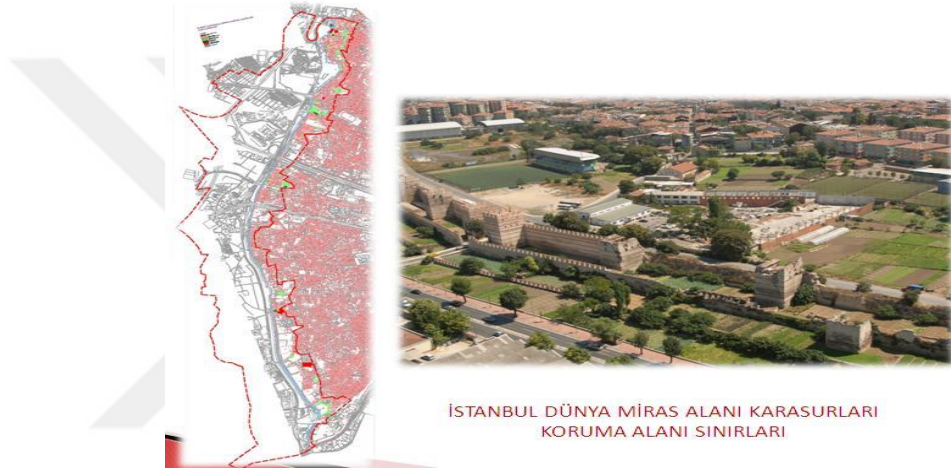 İSTANBUL DÜNYA MİRAS ALANI KARASURLARI
KORUMA ALANI SINIRLARI